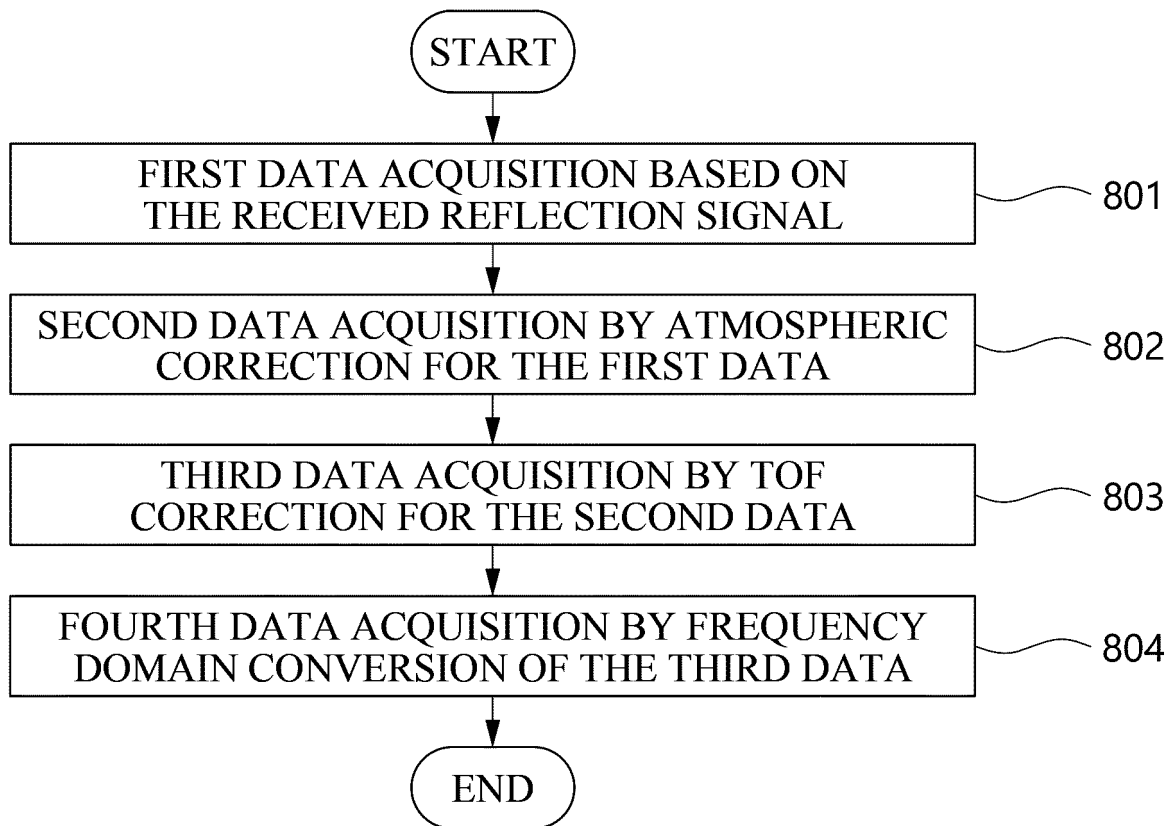 START
FIRST DATA ACQUISITION BASED ON
THE RECEIVED REFLECTION SIGNAL
801
SECOND DATA ACQUISITION BY ATMOSPHERIC
CORRECTION FOR THE FIRST DATA
802
THIRD DATA ACQUISITION BY TOF
CORRECTION FOR THE SECOND DATA
803
FOURTH DATA ACQUISITION BY FREQUENCY
DOMAIN CONVERSION OF THE THIRD DATA
804
END